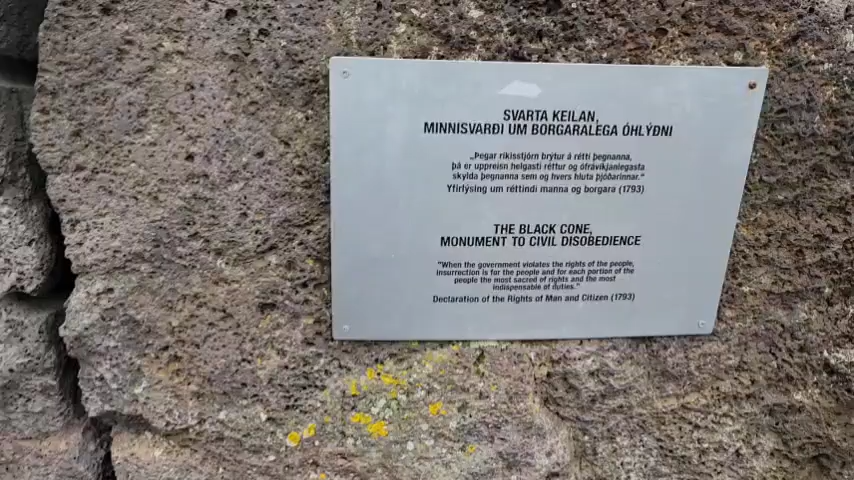 SVARTA KEILAN,
MINNISVARÐI UM BORGARALEGA ÓHLÝÐNI
„Þegar ríkisstjórn brýtur á rétti þegnanna,
þá er uppreisn helgasti réttur og ófrávíkjanlegasta
skylda þegnanna sem og hvers hluta þjóðarinnar.“
Yfirlýsing um réttindi manna og borgara (1793)
THE BLACK CONE,
MONUMENT TO CIVIL DISOBEDIENCE
"When the government violates the rights of the people,
insurrection is for the people and for each portion of the
people the most sacred of rights and the most
indispensable of duties."
Declaration of the Rights of Man and Citizen (1793)